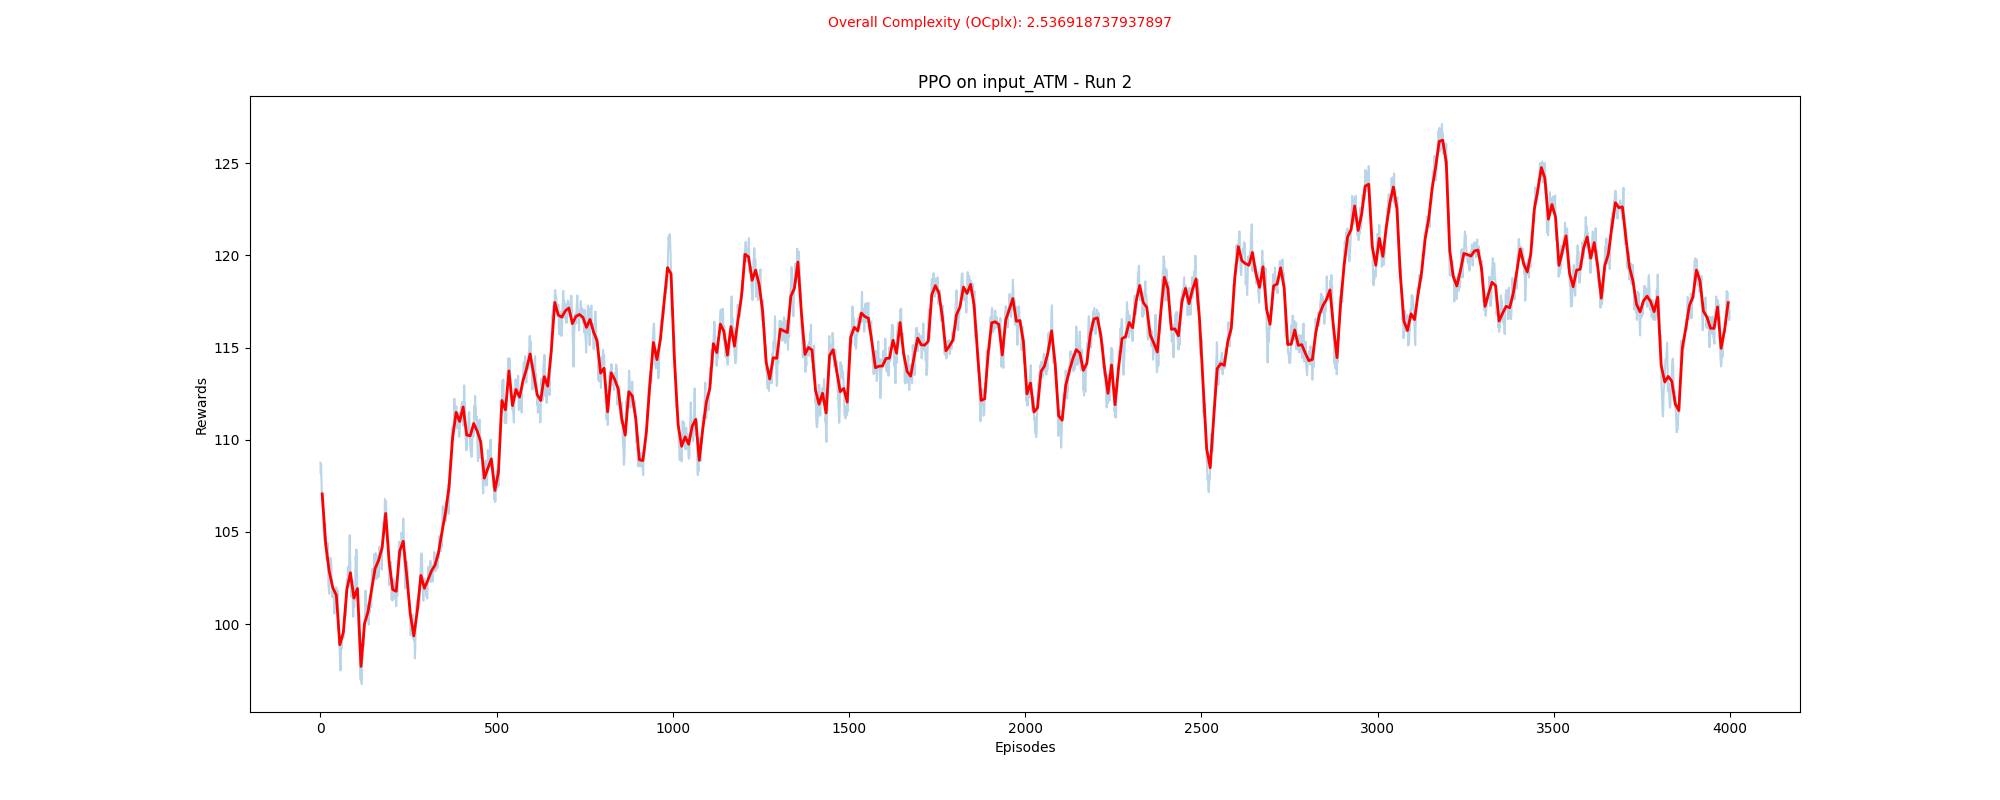 Overall Complexity (OCplx): 2.536918737937897
PPO on input_ATM - Run 2
125
120
115
110
105
100
Rewards
0 500 1000 1500 2000 2500 3000 3500 4000
Episodes